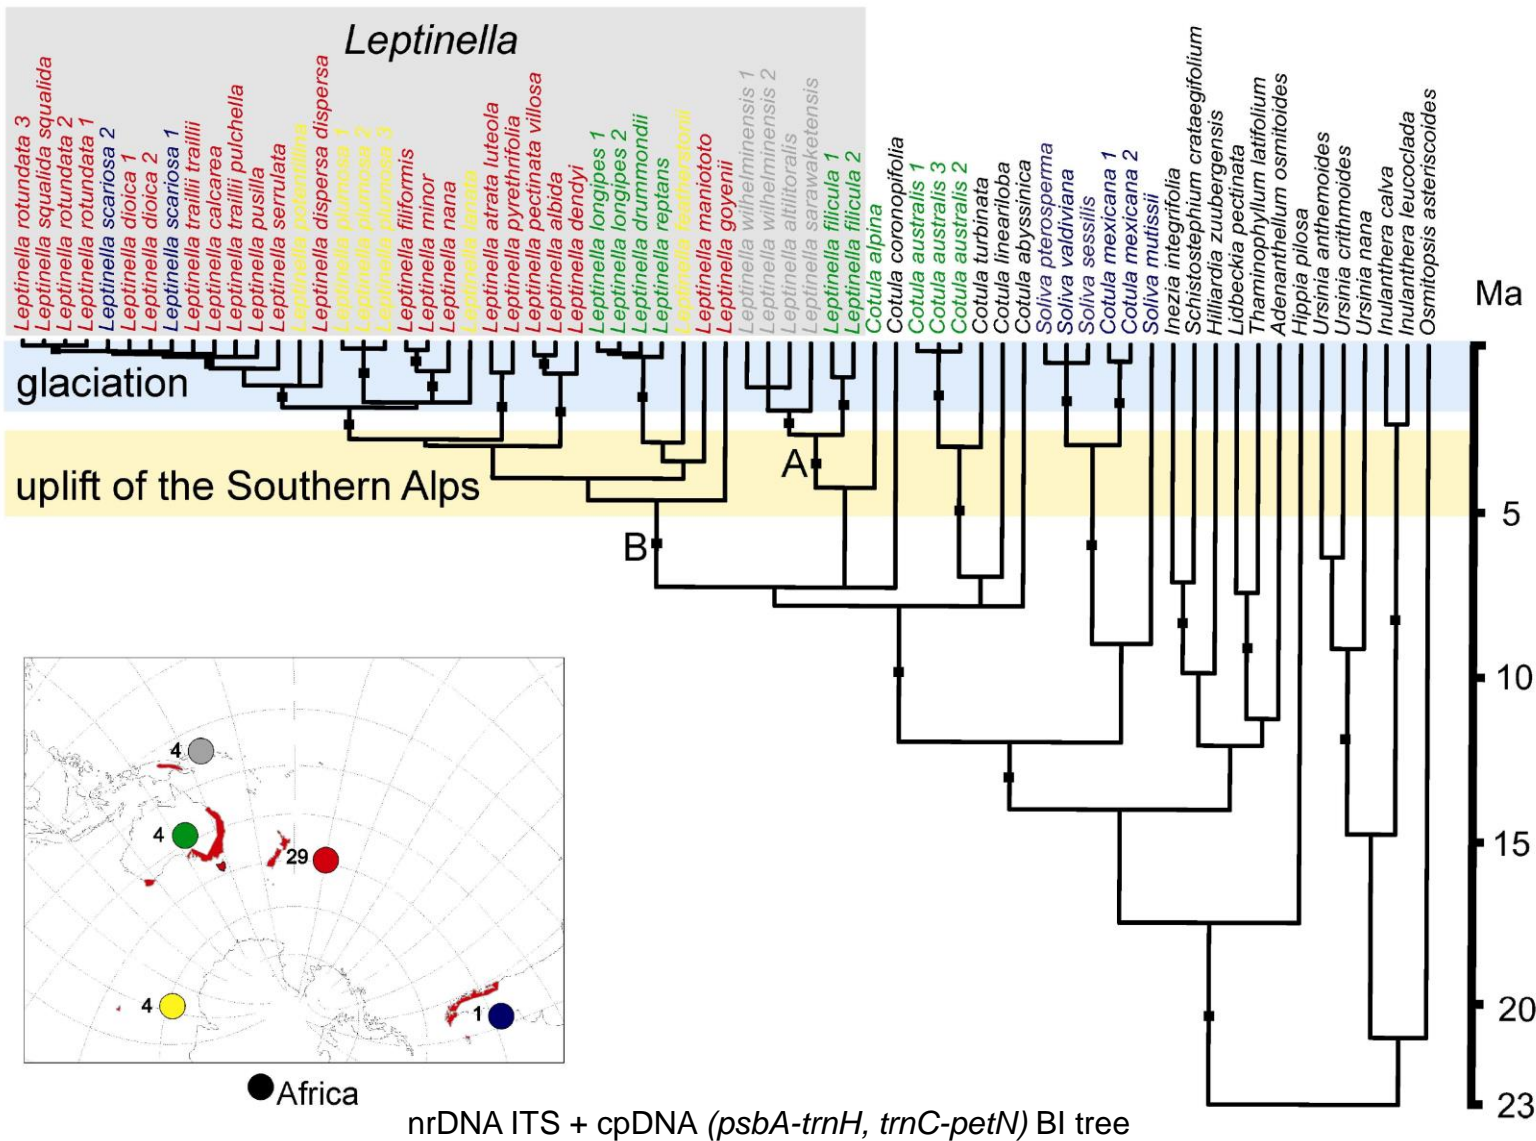 Leptinella
Leptinella rotundata 3
Leptinella squalida squalida
Leptinella rotundata 2
Leptinella rotundata 1
Leptinella scariosa 2
Leptinella dioica 1
Leptinella dioica 2
Leptinella scariosa 1
Leptinella traillii traillii
Leptinella calcarea
Leptinella traillii pulchella
Leptinella pusilla
Leptinella serrulata
Leptinella potentillina
Leptinella dispersa dispersa
Leptinella plumosa 1
Leptinella plumosa 2
Leptinella plumosa 3
Leptinella filiformis
Leptinella minor
Leptinella nana
Leptinella lanata
Leptinella atrata luteola
Leptinella pyrethrifolia
Leptinella pectinata villosa
Leptinella albida
Leptinella dendyi
Leptinella longipes 1
Leptinella longipes 2
Leptinella drummondii
Leptinella reptans
Leptinella featherstonii
Leptinella maniototo
Leptinella goyenii
Leptinella wilhelminensis 1
Leptinella wilhelminensis 2
Leptinella altilitoralis
Leptinella sarawaketensis
Leptinella filicula 1
Leptinella filicula 2
Cotula alpina
Cotula coronopifolia
Cotula australis 1
Cotula australis 3
Cotula australis 2
Cotula turbinata
Cotula lineariloba
Cotula abyssinica
Soliva pterosperma
Soliva valdiviana
Soliva sessilis
Cotula mexicana 1
Cotula mexicana 2
Soliva mutissii
Inezia integrifolia
Schistostephium crataegifolium
Hilliardia zuubergensis
Lidbeckia pectinata
Thaminophyllum latifolium
Adenanthellum osmitoides
Hippia pilosa
Ursinia anthemoides
Ursinia crithmoides
Ursinia nana
Inulanthera calva
Inulanthera leucoclada
Osmitopsis asteriscoides
Ma
glaciation
uplift of the Southern Alps
A
B
5
10
15
20
23
4
4
29
4
1
Africa
nrDNA ITS + cpDNA (psbA-trnH, trnC-petN) BI tree